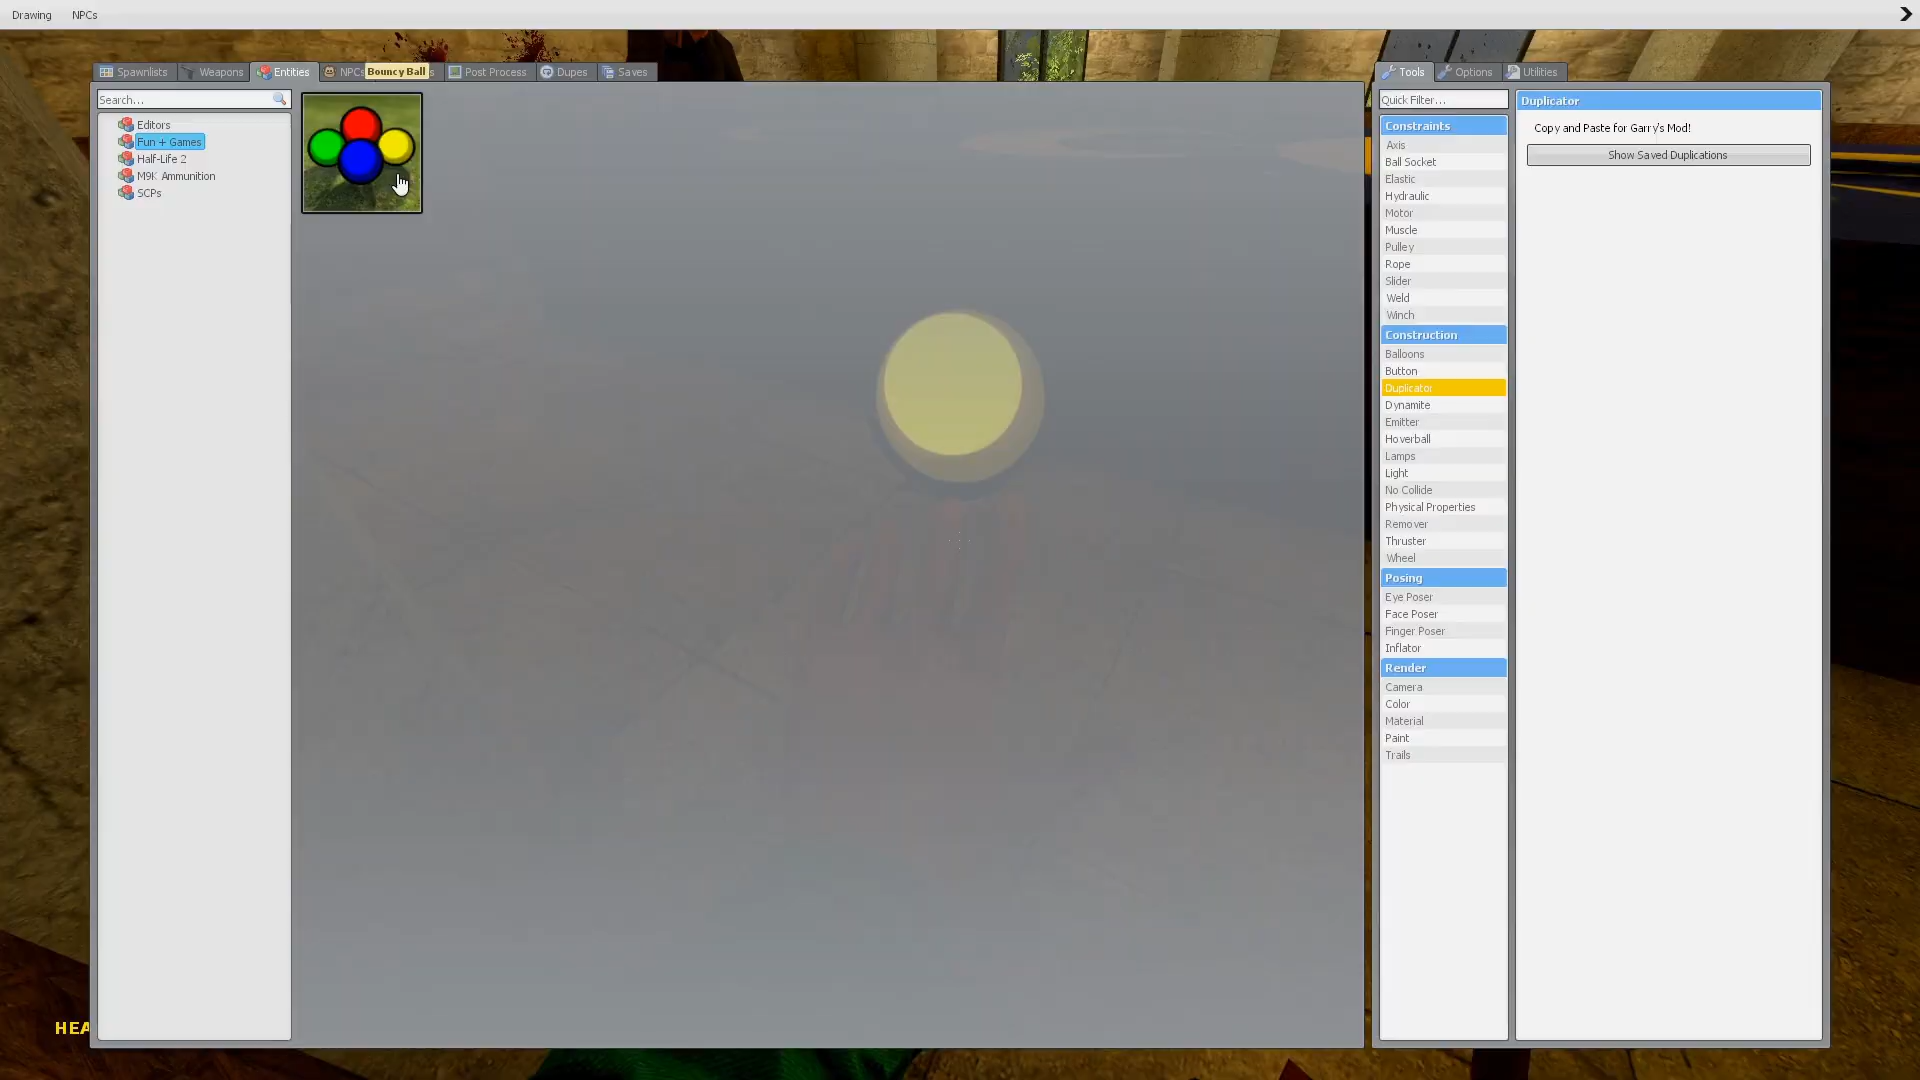 Drawing
NPCs
Spawnlists
Weapons
Entities
NPCs
Bouncy Ball
Post Process
Dupes
Saves
Search...
Editors
Fun + Games
Half-Life 2
M9K Ammunition
SCPs
HEA
Tools
Options
Utilities
Quick Filter...
Constraints
Axis
Ball Socket
Elastic
Hydraulic
Motor
Muscle
Pulley
Rope
Slider
Weld
Winch
Construction
Balloons
Button
Duplicator
Dynamite
Emitter
Hoverball
Lamps
Light
No Collide
Physical Properties
Remover
Thruster
Wheel
Posing
Eye Poser
Face Poser
Finger Poser
Inflator
Render
Camera
Color
Material
Paint
Trails
Duplicator
Copy and Paste for Garry's Mod!
Show Saved Duplications